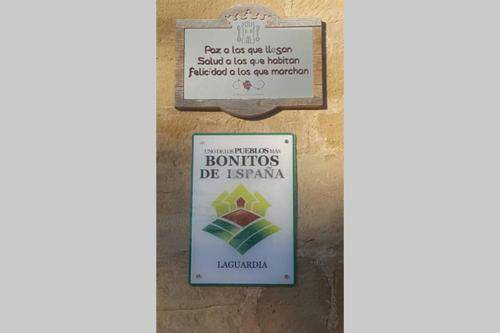 Paz a los que llegan
Salud a los que habitan
Felicidad a los que marchan
UNO DE LOS PUEBLOS MÁS
BONITOS
DE ESPAÑA
LAGUARDIA